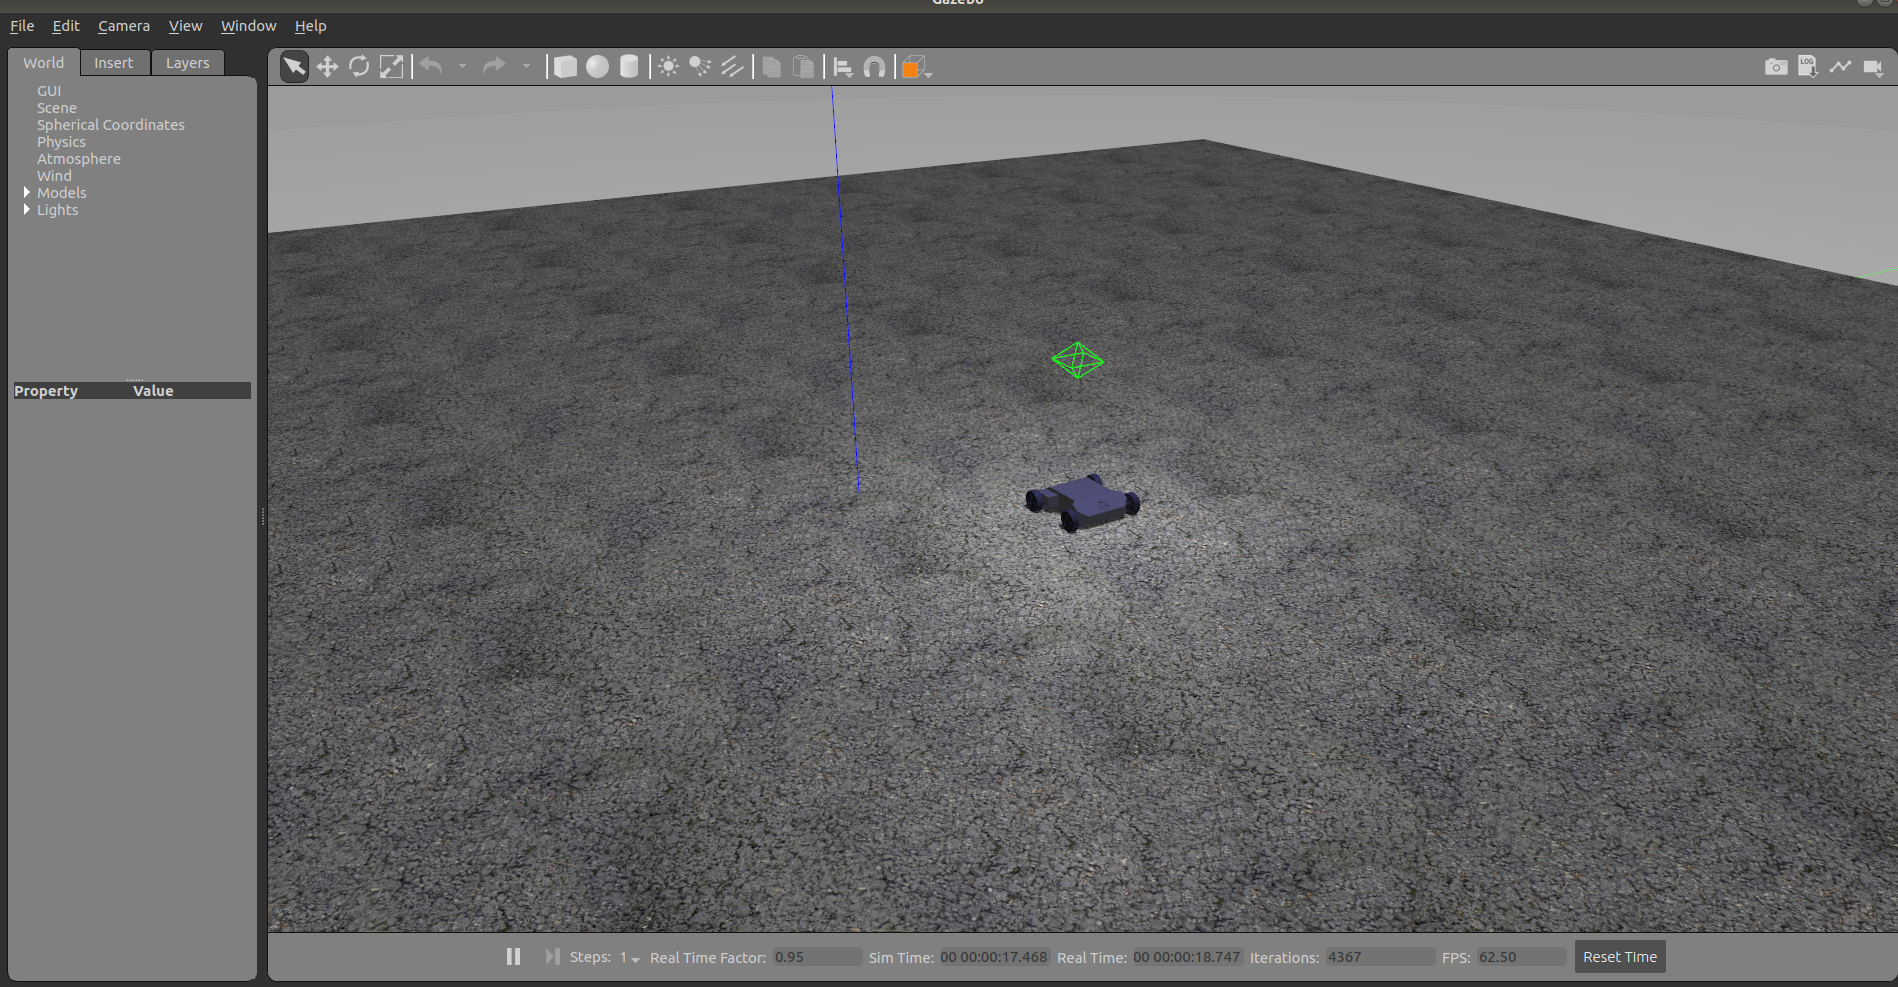 Gazebo
File Edit Camera View Window Help
World Insert Layers
LOG
GUI
Scene
Spherical Coordinates
Physics
Atmosphere
Wind
Models
Lights
Property Value
Steps: 1 Real Time Factor: 0.95 Sim Time: 00 00:00:17.468 Real Time: 00 00:00:18.747 Iterations: 4367 FPS: 62.50 Reset Time